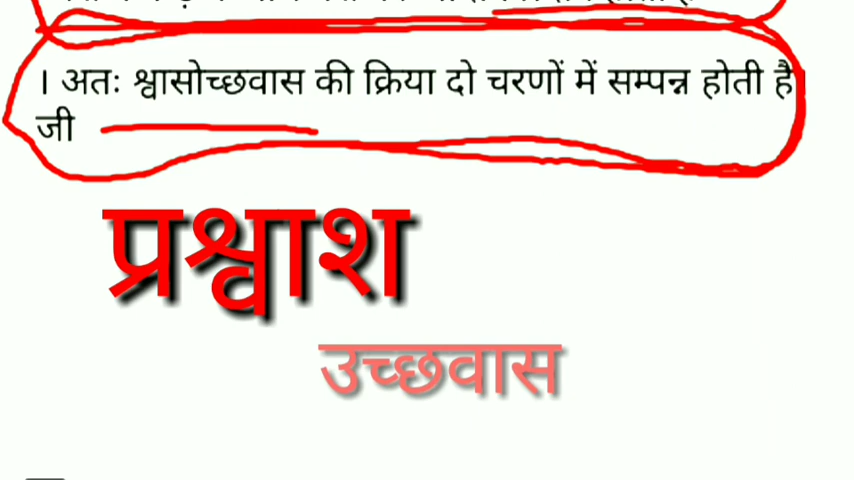 । अतः श्वासोच्छवास की क्रिया दो चरणों में सम्पन्न होती है
जी
प्रश्वाश
उच्छवास